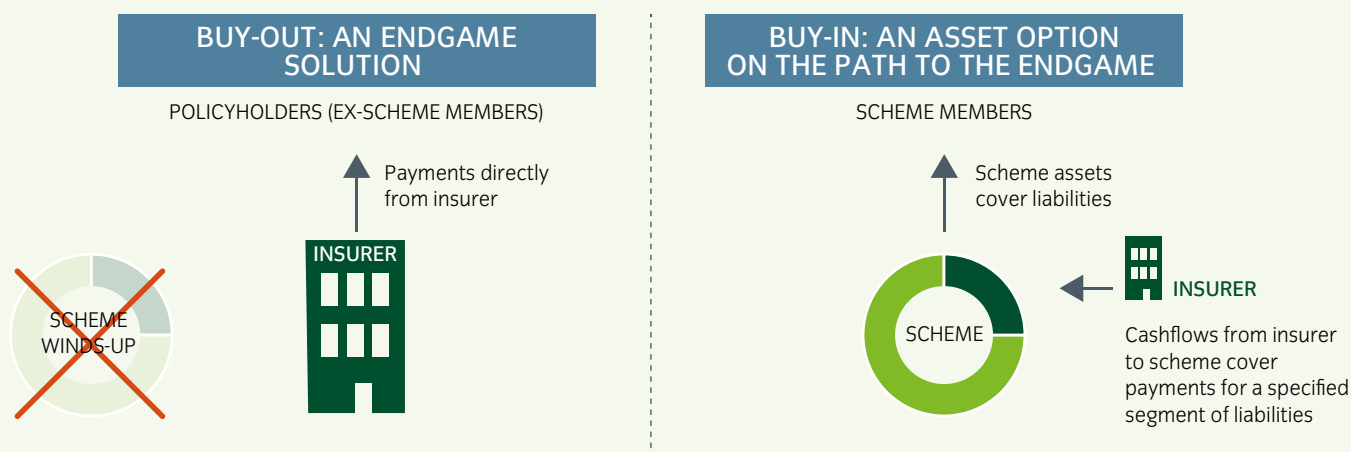 BUY-OUT: AN ENDGAME
SOLUTION
POLICYHOLDERS (EX-SCHEME MEMBERS)
Payments directly
from insurer
INSURER
SCHEME
WINDS-UP
BUY-IN: AN ASSET OPTION
ON THE PATH TO THE ENDGAME
SCHEME MEMBERS
Scheme assets
cover liabilities
SCHEME
INSURER
Cashflows from insurer
to scheme cover
payments for a specified
segment of liabilities